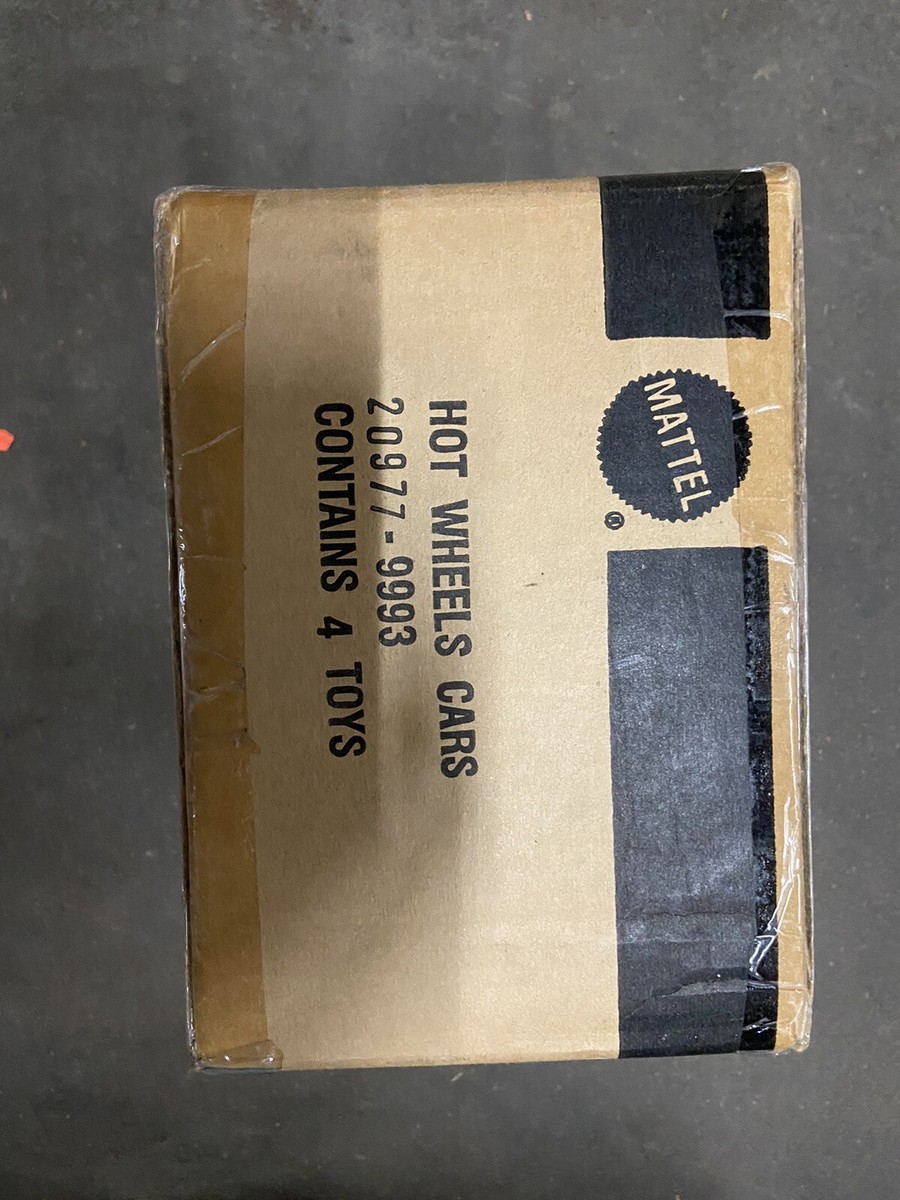 MATTEL
®
HOT WHEELS CARS
20977-9993
CONTAINS 4 TOYS